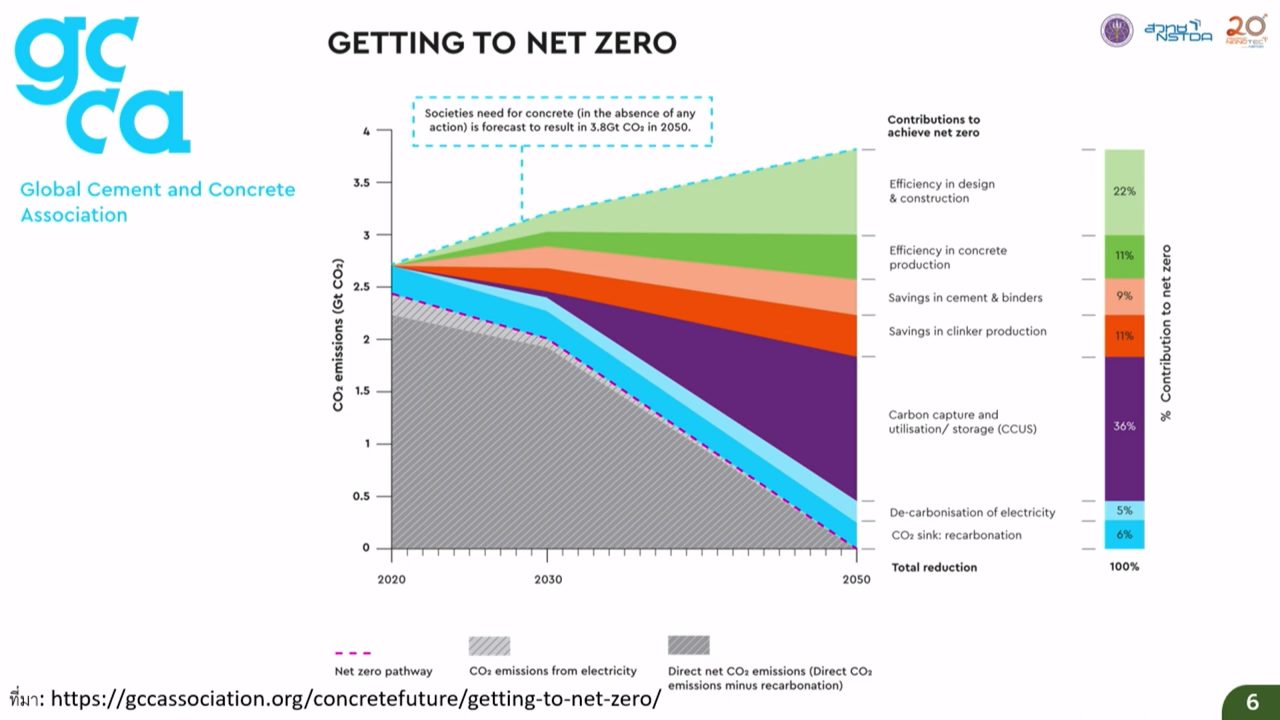 gc
ca
GETTING TO NET ZERO
สวทช
NSTDA
20
NANOTEC
Global Cement and Concrete
Association
Societies need for concrete (in the absence of any
action) is forecast to result in 3.8Gt CO₂ in 2050.
Contributions to
achieve net zero
CO₂ emissions (Gt CO₂)
4
3.5
3
2.5
2
1.5
1
0.5
0
2020
2030
2050
Efficiency in design
& construction
22%
Efficiency in concrete
production
11%
Savings in cement & binders
9%
Savings in clinker production
11%
Carbon capture and
utilisation/ storage (CCUS)
36%
De-carbonisation of electricity
5%
CO₂ sink: recarbonation
6%
Total reduction
100%
% Contribution to net zero
Net zero pathway
CO₂ emissions from electricity
Direct net CO₂ emissions (Direct CO₂
emissions minus recarbonation)
ที่มา: https://gccassociation.org/concretefuture/getting-to-net-zero/
6